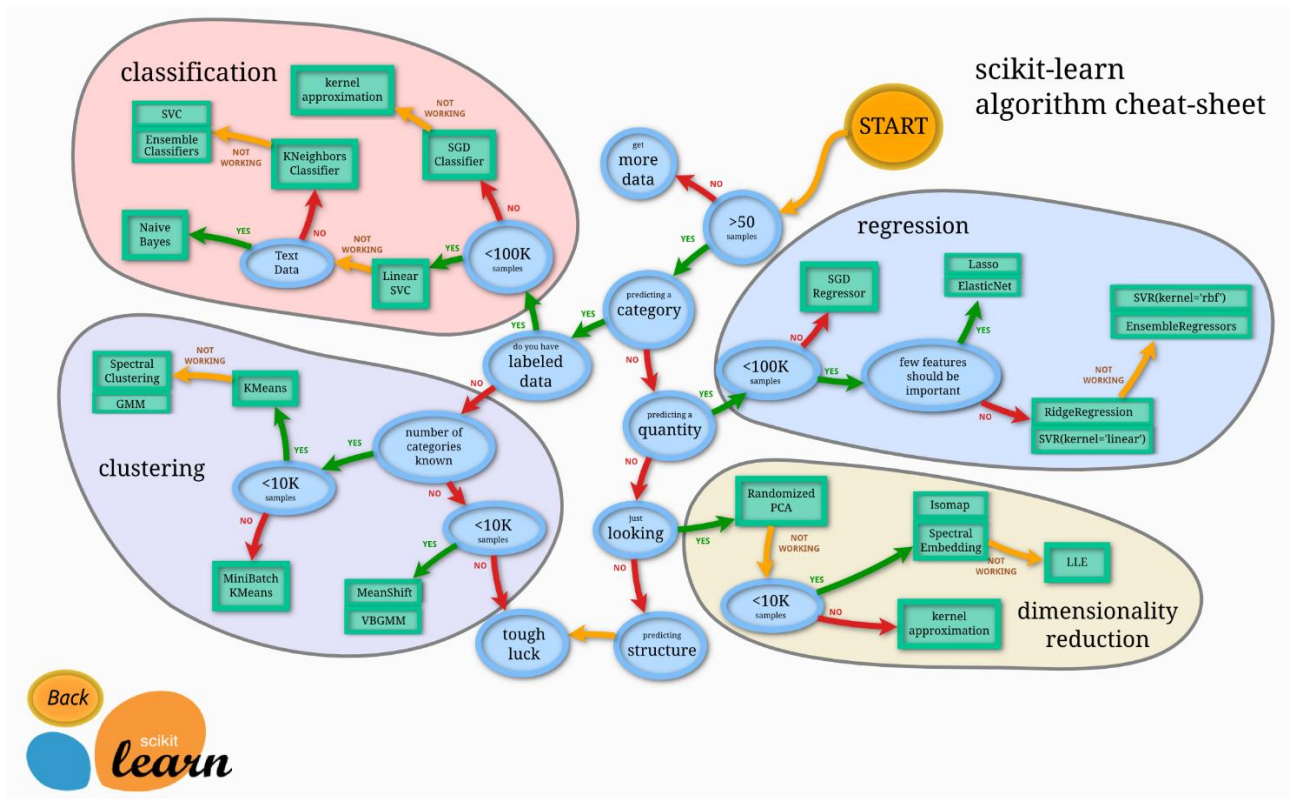 scikit-learn
algorithm cheat-sheet
START
get
more
data
NO
>50
samples
YES
predicting a
category
YES
NO
do you have
labeled
data
YES
NO
predicting a
quantity
YES
NO
just
looking
YES
NO
predicting
structure
tough
luck
classification
kernel
approximation
NOT
WORKING
SGD
Classifier
NO
<100K
samples
YES
Linear
SVC
NOT
WORKING
Text
Data
YES
Naive
Bayes
NO
KNeighbors
Classifier
NOT
WORKING
SVC
Ensemble
Classifiers
regression
<100K
samples
NO
SGD
Regressor
YES
few features
should be
important
YES
Lasso
ElasticNet
NO
RidgeRegression
SVR(kernel='linear')
NOT
WORKING
SVR(kernel='rbf')
EnsembleRegressors
clustering
number of
categories
known
YES
<10K
samples
YES
KMeans
NOT
WORKING
Spectral
Clustering
GMM
NO
MiniBatch
KMeans
NO
<10K
samples
YES
MeanShift
VBGMM
NO
dimensionality
reduction
Randomized
PCA
NOT
WORKING
<10K
samples
YES
Isomap
Spectral
Embedding
NOT
WORKING
LLE
NO
kernel
approximation
Back
scikit
learn